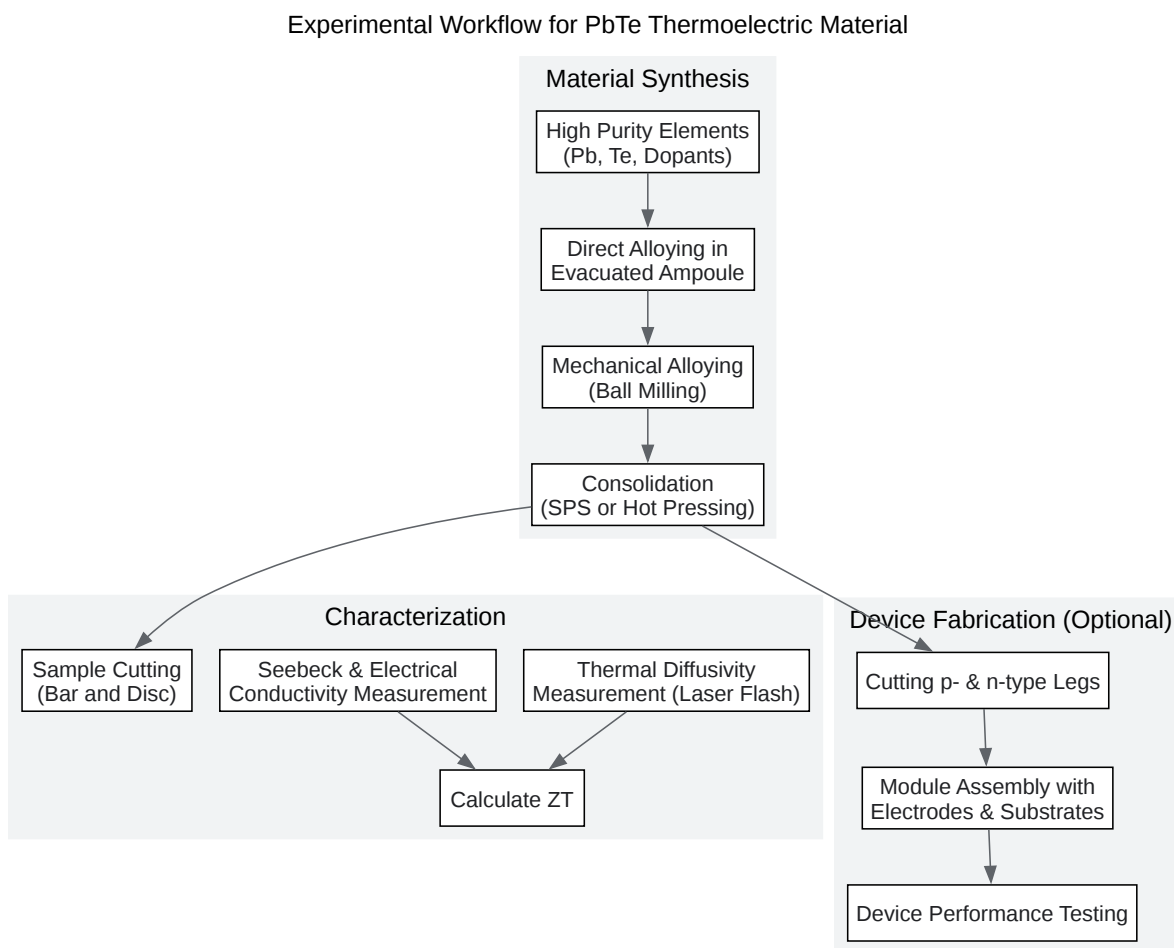 Experimental Workflow for PbTe Thermoelectric Material
Material Synthesis
High Purity Elements
(Pb, Te, Dopants)
Direct Alloying in
Evacuated Ampoule
Mechanical Alloying
(Ball Milling)
Consolidation
(SPS or Hot Pressing)
Characterization
Sample Cutting
(Bar and Disc)
Seebeck & Electrical
Conductivity Measurement
Thermal Diffusivity
Measurement (Laser Flash)
Calculate ZT
Device Fabrication (Optional)
Cutting p- & n-type Legs
Module Assembly with
Electrodes & Substrates
Device Performance Testing